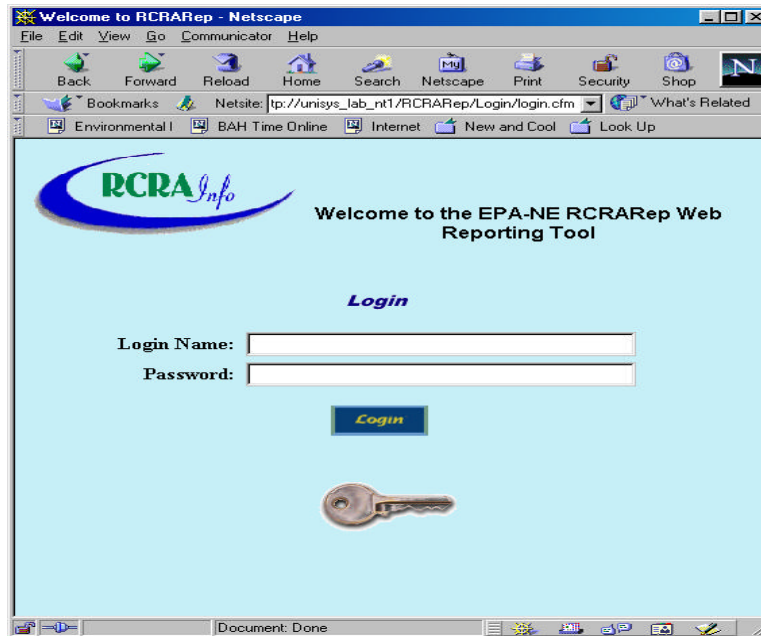 Welcome to RCRARep - Netscape
File Edit View Go Communicator Help
Back Forward Reload Home Search Netscape Print Security Shop
My
N
Bookmarks Netsite: tp://unisys_lab_nt1/RCRARep/Login/login.cfm What's Related
Environmental I BAH Time Online Internet New and Cool Look Up
RCRAInfo
Welcome to the EPA-NE RCRARep Web
Reporting Tool
Login
Login Name:
Password:
Login
Document: Done